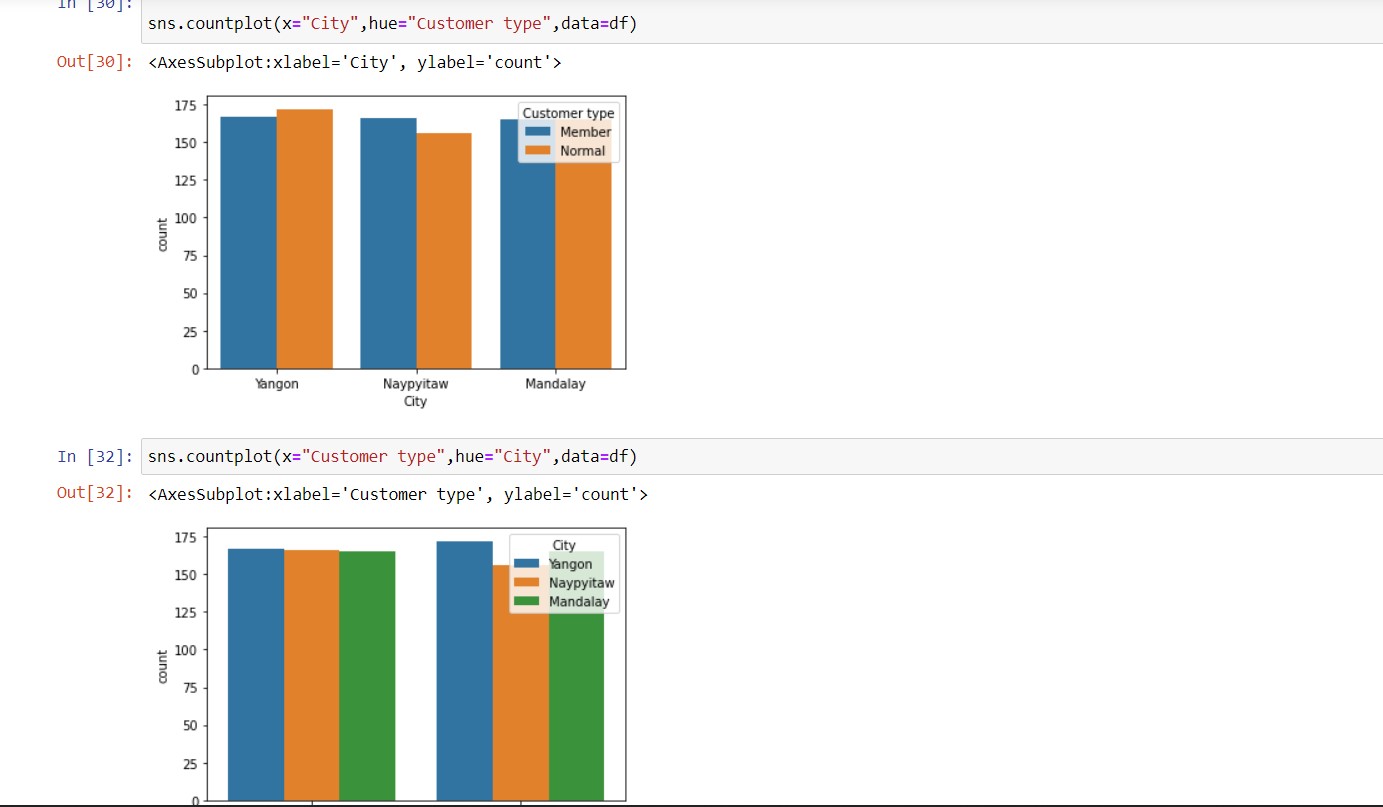 In [30]:
sns.countplot(x="City",hue="Customer type",data=df)
Out[30]: <AxesSubplot:xlabel='City', ylabel='count'>
175
150
125
100
75
50
25
0
count
Customer type
Member
Normal
Yangon Naypyitaw Mandalay
City
In [32]: sns.countplot(x="Customer type",hue="City",data=df)
Out[32]: <AxesSubplot:xlabel='Customer type', ylabel='count'>
175
150
125
100
75
50
25
0
count
City
Yangon
Naypyitaw
Mandalay